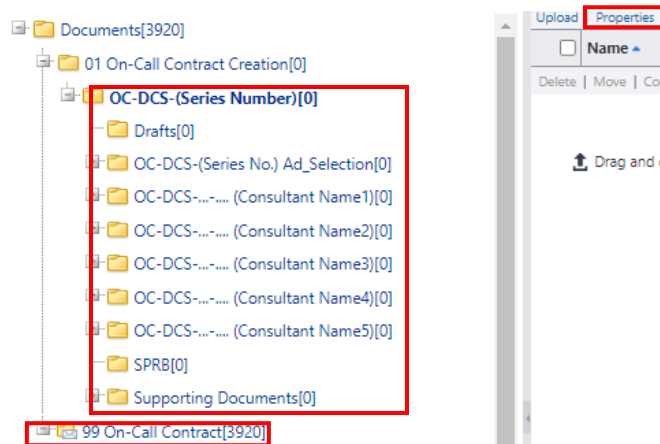 Documents[3920]
01 On-Call Contract Creation[0]
OC-DCS-(Series Number)[0]
Drafts[0]
OC-DCS-(Series No.) Ad_Selection[0]
OC-DCS-...-.... (Consultant Name1)[0]
OC-DCS-...-.... (Consultant Name2)[0]
OC-DCS-...-.... (Consultant Name3)[0]
OC-DCS-...-.... (Consultant Name4)[0]
OC-DCS-...-.... (Consultant Name5)[0]
SPRB[0]
Supporting Documents[0]
99 On-Call Contract[3920]
Upload Properties
Name
Delete | Move | Co
Drag and